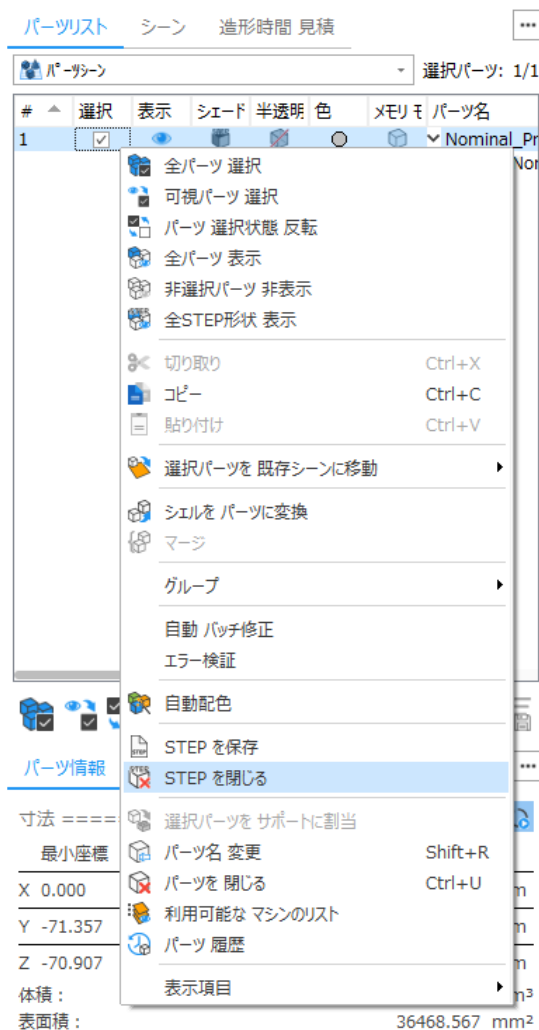 パーツリスト シーン 造形時間 見積 ...
パーツシーン 選択パーツ: 1/1
# 選択 表示 シェード 半透明 色 メモリ モ パーツ名
1 Nominal_Pr
Nor
全パーツ 選択
可視パーツ 選択
パーツ 選択状態 反転
全パーツ 表示
非選択パーツ 非表示
全STEP形状 表示
切り取り Ctrl+X
コピー Ctrl+C
貼り付け Ctrl+V
選択パーツを 既存シーンに移動
シェルを パーツに変換
マージ
グループ
自動 パッチ修正
エラー検証
自動配色
STEP を保存
パーツ情報 ...
STEP を閉じる
寸法 ====
選択パーツを サポートに割当
最小座標
パーツ名 変更 Shift+R
X 0.000
パーツを 閉じる Ctrl+U
m
Y -71.357
利用可能な マシンのリスト
m
パーツ 履歴
Z -70.907
m
表示項目
体積 :
m³
表面積 : 36468.567 mm²